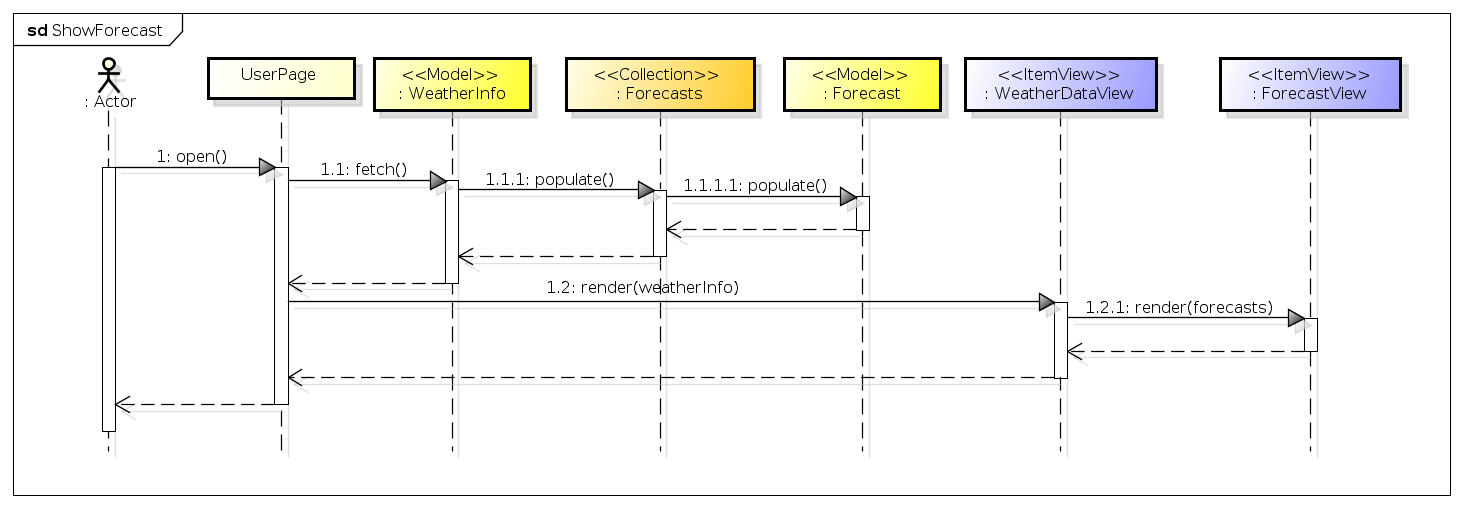 sd ShowForecast
: Actor
UserPage
<<Model>>
: WeatherInfo
<<Collection>>
: Forecasts
<<Model>>
: Forecast
<<ItemView>>
: WeatherDataView
<<ItemView>>
: ForecastView
1: open()
1.1: fetch()
1.1.1: populate()
1.1.1.1: populate()
1.2: render(weatherInfo)
1.2.1: render(forecasts)